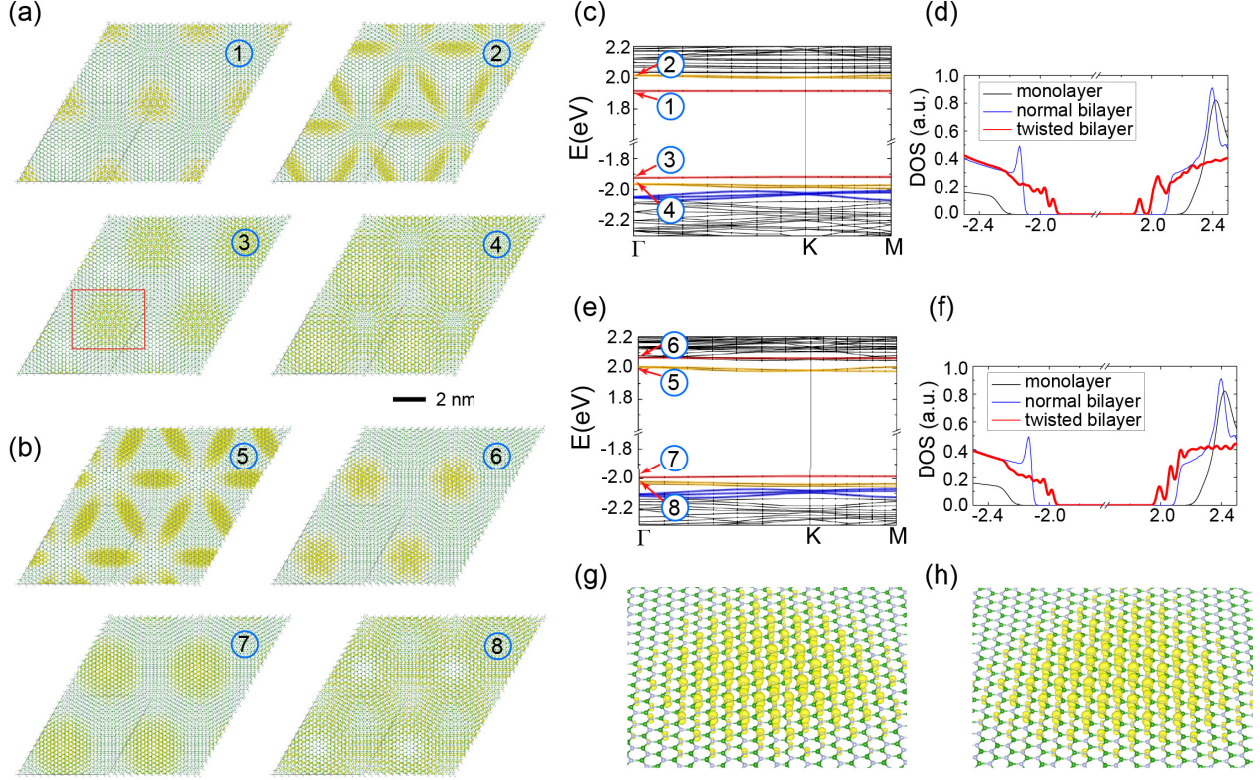 (a)
1
2
3
4
2 nm
(b)
5
6
7
8
(c)
E(eV)
2.2
2.0
1.8
-1.8
-2.0
-2.2
2
1
3
4
Γ K M
(d)
DOS (a.u.)
1.0
0.8
0.6
0.4
0.2
0.0
monolayer
normal bilayer
twisted bilayer
-2.4 -2.0 2.0 2.4
(e)
E(eV)
2.2
2.0
1.8
-1.8
-2.0
-2.2
6
5
7
8
Γ K M
(f)
DOS (a.u.)
1.0
0.8
0.6
0.4
0.2
0.0
monolayer
normal bilayer
twisted bilayer
-2.4 -2.0 2.0 2.4
(g)
(h)